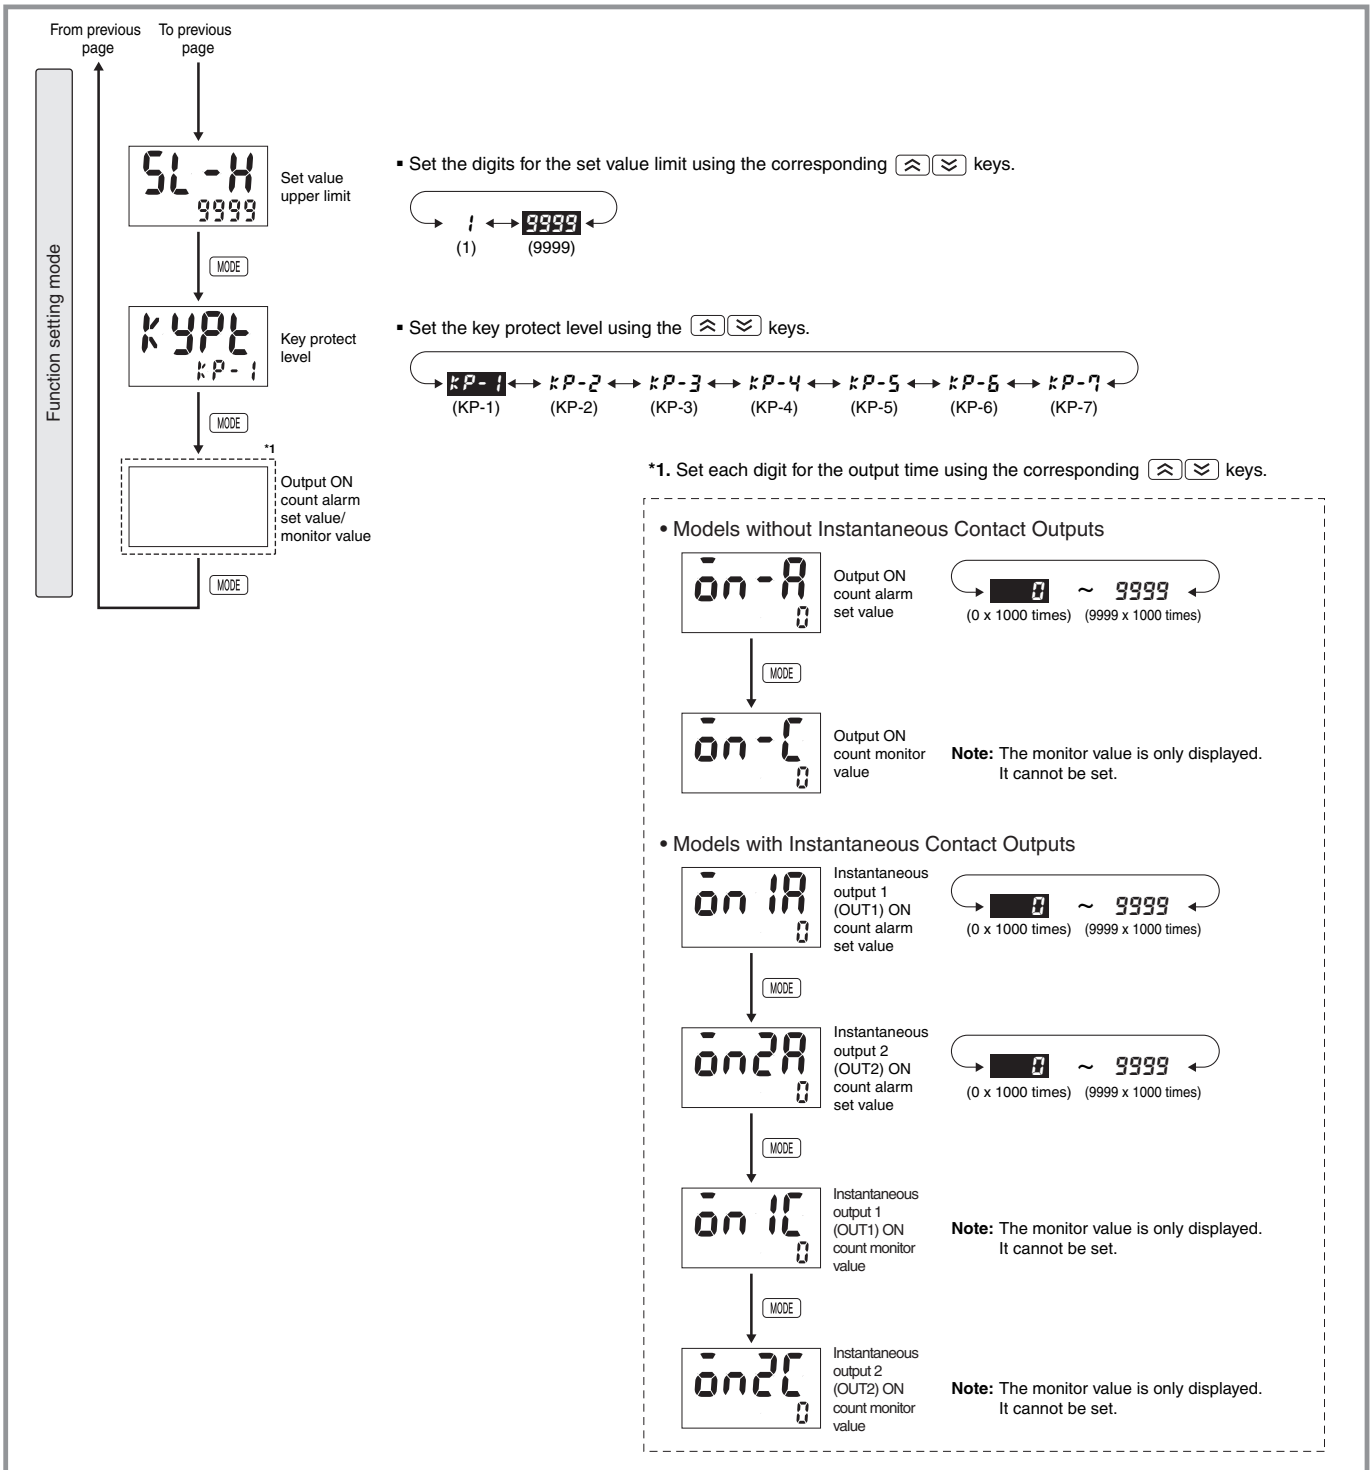 From previous
page
To previous
page
Function setting mode
SL-H
9999
Set value
upper limit
▪ Set the digits for the set value limit using the corresponding keys.
1 9999
(1) (9999)
MODE
KYPt
KP-1
Key protect
level
▪ Set the key protect level using the keys.
KP-1 KP-2 KP-3 KP-4 KP-5 KP-6 KP-7
(KP-1) (KP-2) (KP-3) (KP-4) (KP-5) (KP-6) (KP-7)
MODE
*1
Output ON
count alarm
set value/
monitor value
MODE
*1. Set each digit for the output time using the corresponding keys.
• Models without Instantaneous Contact Outputs
on-A
0
Output ON
count alarm
set value
0 ~ 9999
(0 x 1000 times) (9999 x 1000 times)
MODE
on-C
0
Output ON
count monitor
value
Note: The monitor value is only displayed.
It cannot be set.
• Models with Instantaneous Contact Outputs
on1A
0
Instantaneous
output 1
(OUT1) ON
count alarm
set value
0 ~ 9999
(0 x 1000 times) (9999 x 1000 times)
MODE
on2A
0
Instantaneous
output 2
(OUT2) ON
count alarm
set value
0 ~ 9999
(0 x 1000 times) (9999 x 1000 times)
MODE
on1C
0
Instantaneous
output 1
(OUT1) ON
count monitor
value
Note: The monitor value is only displayed.
It cannot be set.
MODE
on2C
0
Instantaneous
output 2
(OUT2) ON
count monitor
value
Note: The monitor value is only displayed.
It cannot be set.